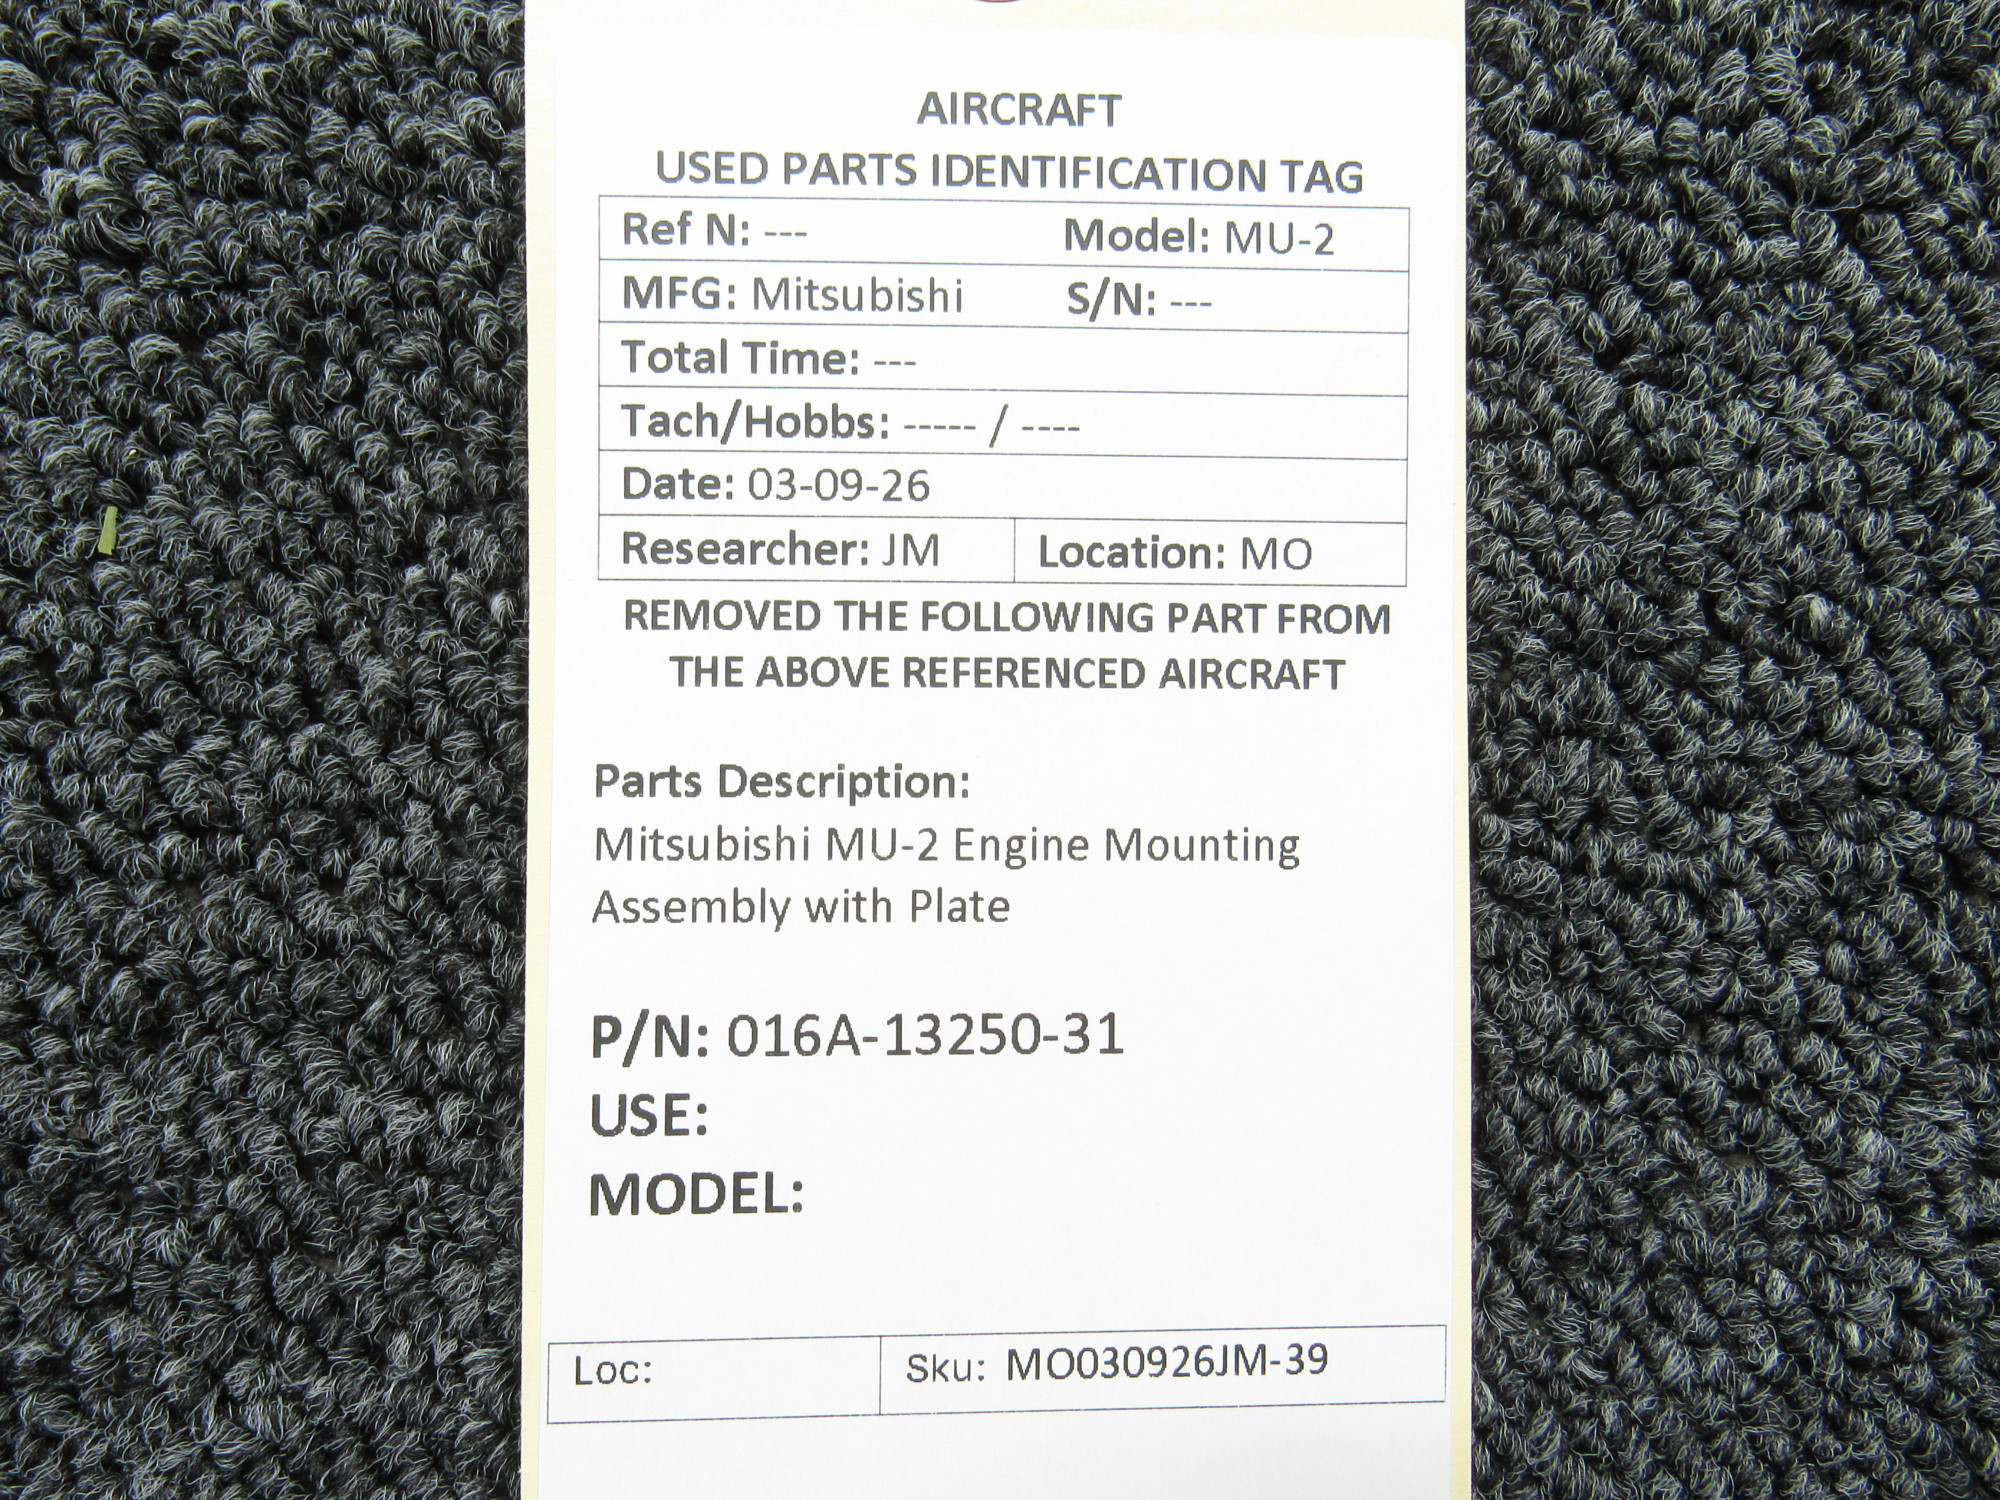 AIRCRAFT
USED PARTS IDENTIFICATION TAG
Ref N: --- Model: MU-2
MFG: Mitsubishi S/N: ---
Total Time: ---
Tach/Hobbs: ----- / ----
Date: 03-09-26
Researcher: JM Location: MO
REMOVED THE FOLLOWING PART FROM
THE ABOVE REFERENCED AIRCRAFT
Parts Description:
Mitsubishi MU-2 Engine Mounting
Assembly with Plate
P/N: 016A-13250-31
USE:
MODEL:
Loc: Sku: MO030926JM-39